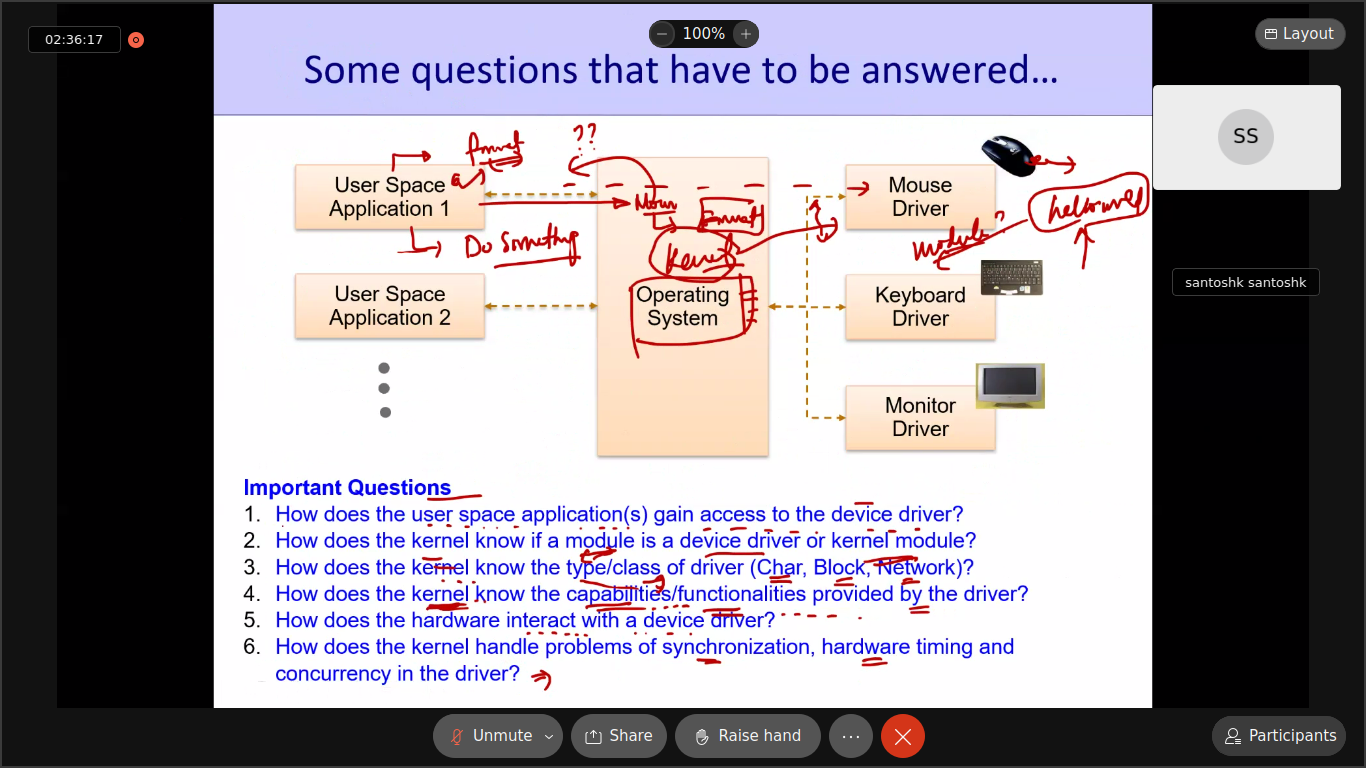 02:36:17
100%
Layout
Some questions that have to be answered...
SS
Format
??
User Space
Application 1
Mouse
Driver
Format
helloworld
Do Something
Kernel
module?
User Space
Application 2
Operating
System
Keyboard
Driver
santoshk santoshk
Monitor
Driver
Important Questions
1. How does the user space application(s) gain access to the device driver?
2. How does the kernel know if a module is a device driver or kernel module?
3. How does the kernel know the type/class of driver (Char, Block, Network)?
4. How does the kernel know the capabilities/functionalities provided by the driver?
5. How does the hardware interact with a device driver?
6. How does the kernel handle problems of synchronization, hardware timing and
concurrency in the driver?
Unmute
Share
Raise hand
Participants